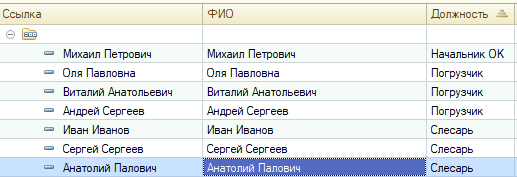 Ссылка ФИО Должность
Михаил Петрович Михаил Петрович Начальник ОК
Оля Павловна Оля Павловна Погрузчик
Виталий Анатольевич Виталий Анатольевич Погрузчик
Андрей Сергеев Андрей Сергеев Погрузчик
Иван Иванов Иван Иванов Слесарь
Сергей Сергеев Сергей Сергеев Слесарь
Анатолий Палович Анатолий Палович Слесарь